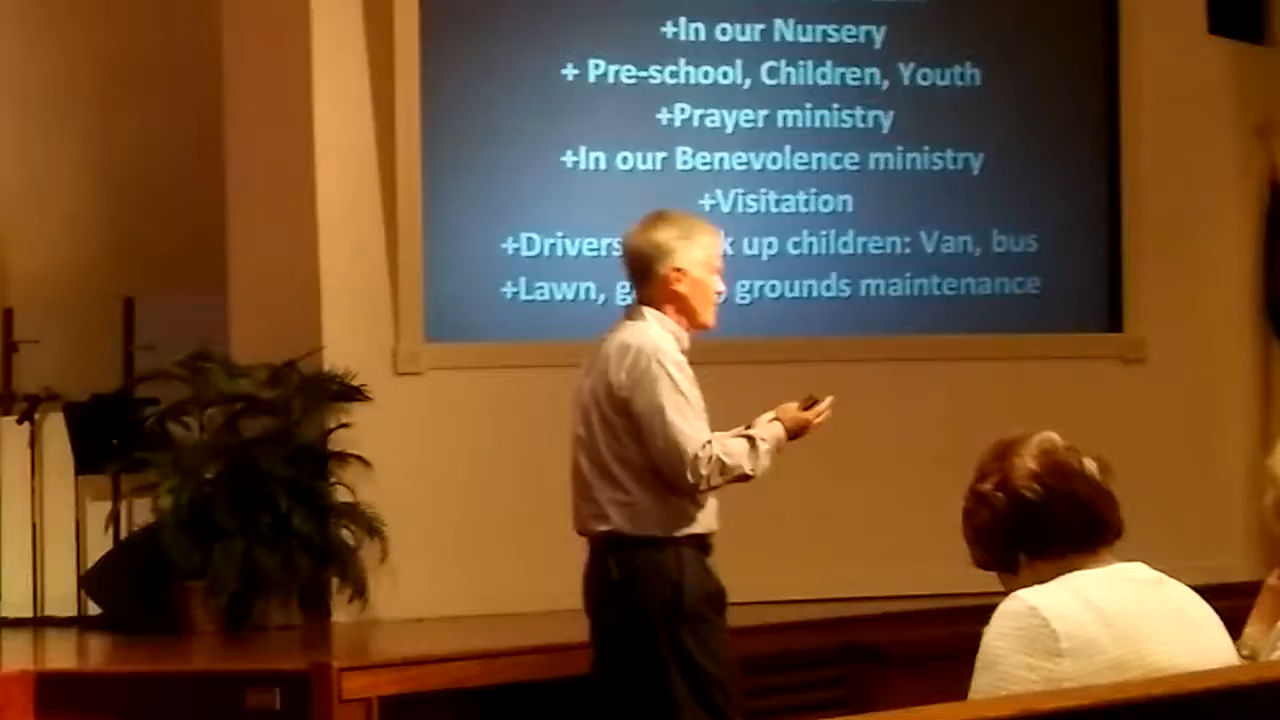 +In our Nursery
+ Pre-school, Children, Youth
+Prayer ministry
+In our Benevolence ministry
+Visitation
+Drivers up children: Van, bus
+Lawn, grounds maintenance